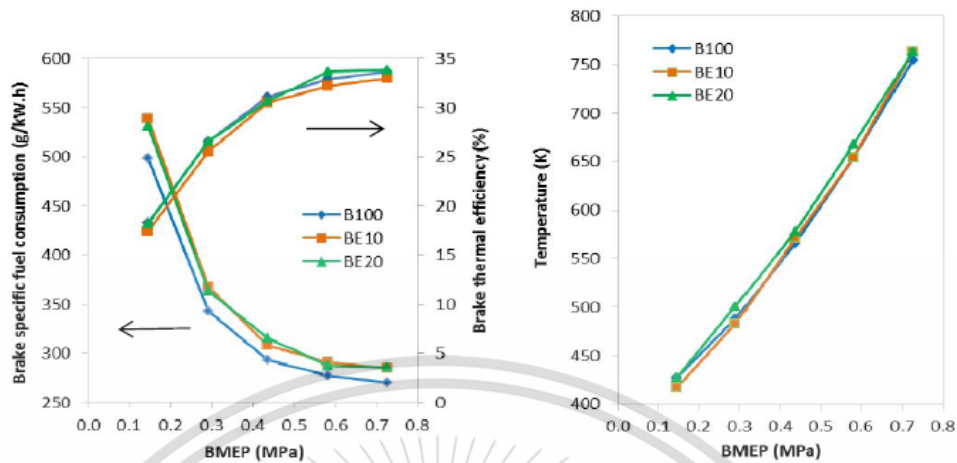 Brake specific fuel consumption (g/kW.h)
600
550
500
450
400
350
300
250
0.0 0.1 0.2 0.3 0.4 0.5 0.6 0.7 0.8
BMEP (MPa)
35
30
25
20
15
10
5
0
Brake thermal efficiency (%)
B100
BE10
BE20
Temperature (K)
800
750
700
650
600
550
500
450
400
0.0 0.1 0.2 0.3 0.4 0.5 0.6 0.7 0.8
BMEP (MPa)
B100
BE10
BE20